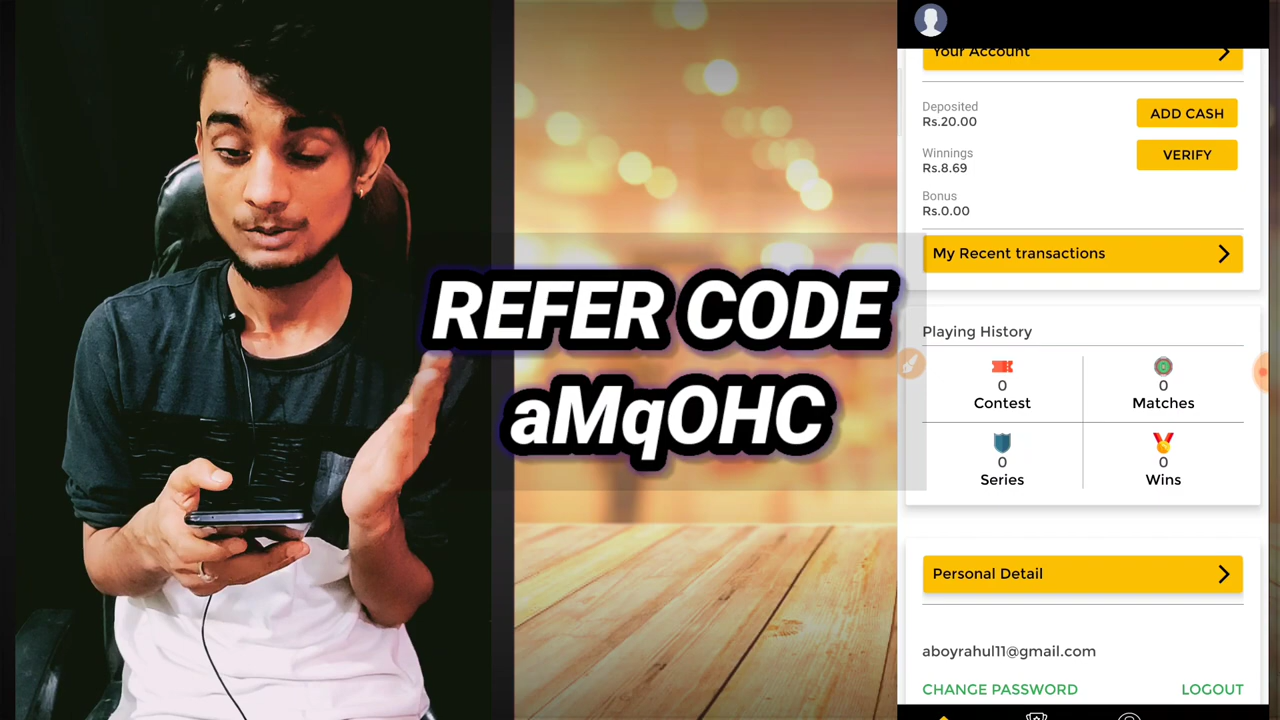 REFER CODE
aMqOHC
Your Account
Deposited
Rs.20.00
ADD CASH
Winnings
Rs.8.69
VERIFY
Bonus
Rs.0.00
My Recent transactions
Playing History
0
Contest
0
Matches
0
Series
0
Wins
Personal Detail
aboyrahul11@gmail.com
CHANGE PASSWORD
LOGOUT